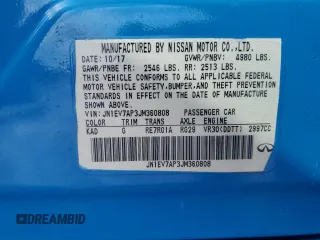 MANUFACTURED BY NISSAN MOTOR CO.,LTD.
DATE: 10/17 GVWR/PNBV: 4980 LBS.
GAWR/PNBE FR: 2546 LBS. RR: 2513 LBS.
THIS VEHICLE CONFORMS TO ALL APPLICABLE FEDERAL
MOTOR VEHICLE SAFETY, BUMPER, AND THEFT
PREVENTION STANDARDS IN EFFECT ON THE DATE OF
MANUFACTURE SHOWN ABOVE.
VIN: JN1EV7AP3JM360808 PASSENGER CAR
COLOR TRIM TRANS AXLE ENGINE
KAD G RE7R01A RG29 VR30(DDTT) 2997CC
JN1EV7AP3JM360808
DREAMBID